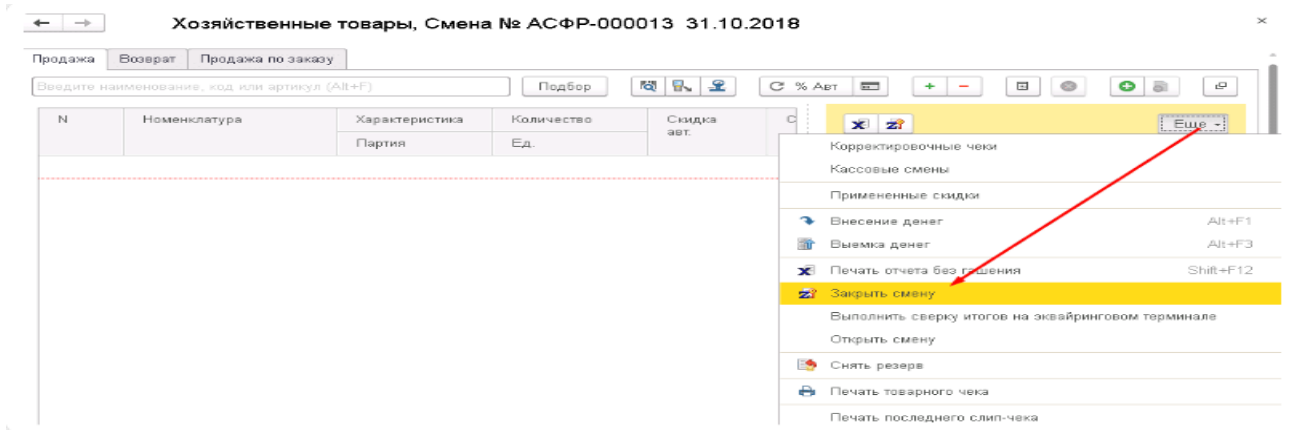 Хозяйственные товары, Смена № АСФР-000013 31.10.2018
Продажа Возврат Продажа по заказу
Введите наименование, код или артикул (Alt+F) Подбор % Авт
N Номенклатура Характеристика Количество Скидка авт. С
Партия Ед.
Еще
Корректировочные чеки
Кассовые смены
Примененные скидки
Внесение денег Alt+F1
Выемка денег Alt+F3
Печать отчета без гашения Shift+F12
Закрыть смену
Выполнить сверку итогов на эквайринговом терминале
Открыть смену
Снять резерв
Печать товарного чека
Печать последнего слип-чека